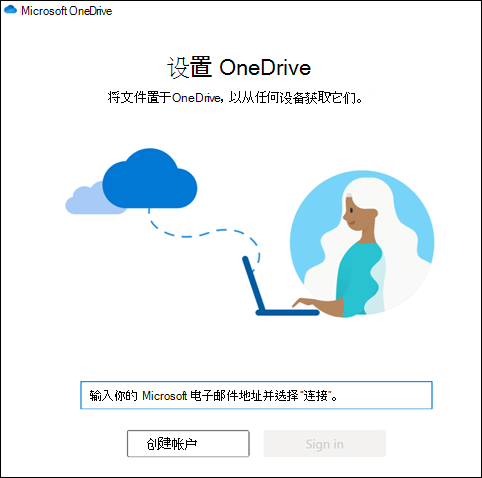 Microsoft OneDrive
设置 OneDrive
将文件置于OneDrive, 以从任何设备获取它们。
输入你的 Microsoft 电子邮件地址并选择"连接"。
创建帐户
Sign in